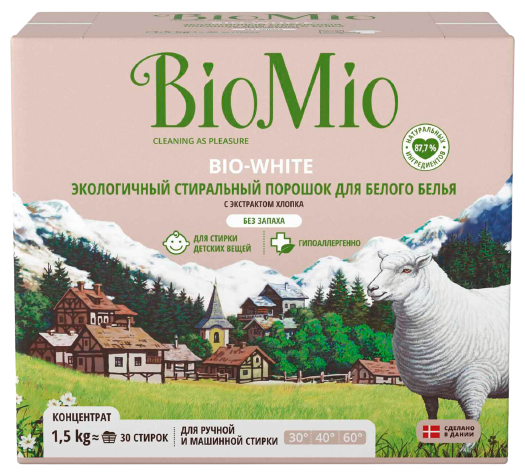 BioMio
CLEANING AS PLEASURE
НАТУРАЛЬНЫХ
87,7%
ИНГРЕДИЕНТОВ
BIO-WHITE
ЭКОЛОГИЧНЫЙ СТИРАЛЬНЫЙ ПОРОШОК ДЛЯ БЕЛОГО БЕЛЬЯ
С ЭКСТРАКТОМ ХЛОПКА
БЕЗ ЗАПАХА
ДЛЯ СТИРКИ
ДЕТСКИХ ВЕЩЕЙ
ГИПОАЛЛЕРГЕННО
КОНЦЕНТРАТ
1,5 kg≈ 30 СТИРОК
ДЛЯ РУЧНОЙ
И МАШИННОЙ СТИРКИ
30° 40° 60°
СДЕЛАНО
В ДАНИИ